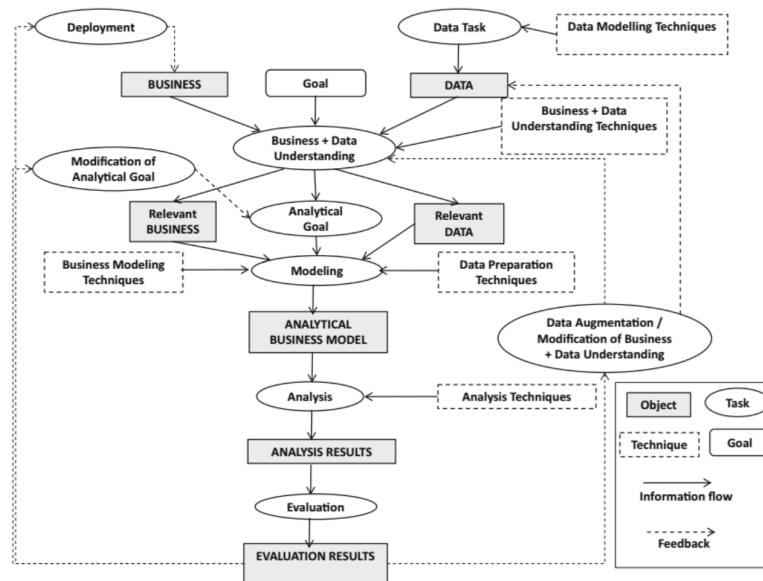 Deployment
Data Task
Data Modelling Techniques
BUSINESS
Goal
DATA
Business + Data
Understanding Techniques
Business + Data
Understanding
Modification of
Analytical Goal
Relevant
BUSINESS
Analytical
Goal
Relevant
DATA
Business Modeling
Techniques
Modeling
Data Preparation
Techniques
ANALYTICAL
BUSINESS MODEL
Data Augmentation /
Modification of Business
+ Data Understanding
Analysis
Analysis Techniques
Object
Task
Technique
Goal
ANALYSIS RESULTS
Information flow
Evaluation
Feedback
EVALUATION RESULTS